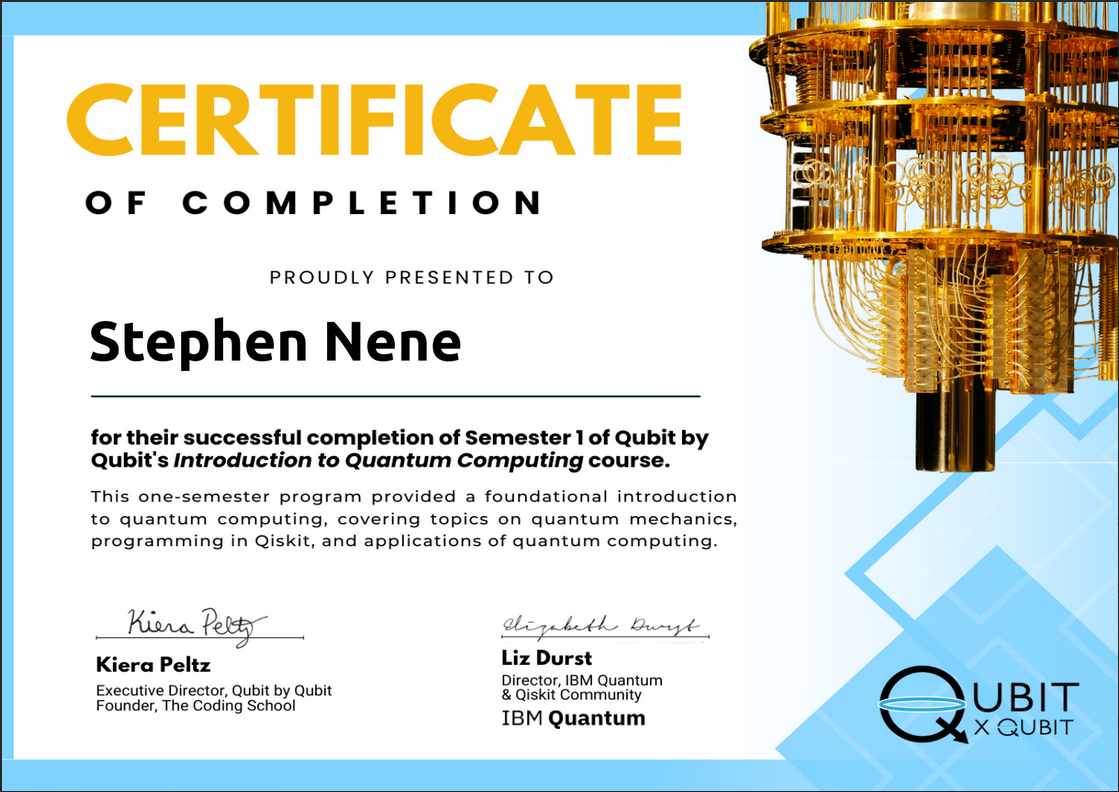 CERTIFICATE
OF COMPLETION
PROUDLY PRESENTED TO
Stephen Nene
for their successful completion of Semester 1 of Qubit by
Qubit's Introduction to Quantum Computing course.
This one-semester program provided a foundational introduction
to quantum computing, covering topics on quantum mechanics,
programming in Qiskit, and applications of quantum computing.
Kiera Peltz
Kiera Peltz
Executive Director, Qubit by Qubit
Founder, The Coding School
Elizabeth Durst
Liz Durst
Director, IBM Quantum
& Qiskit Community
IBM Quantum
QUBIT
X QUBIT